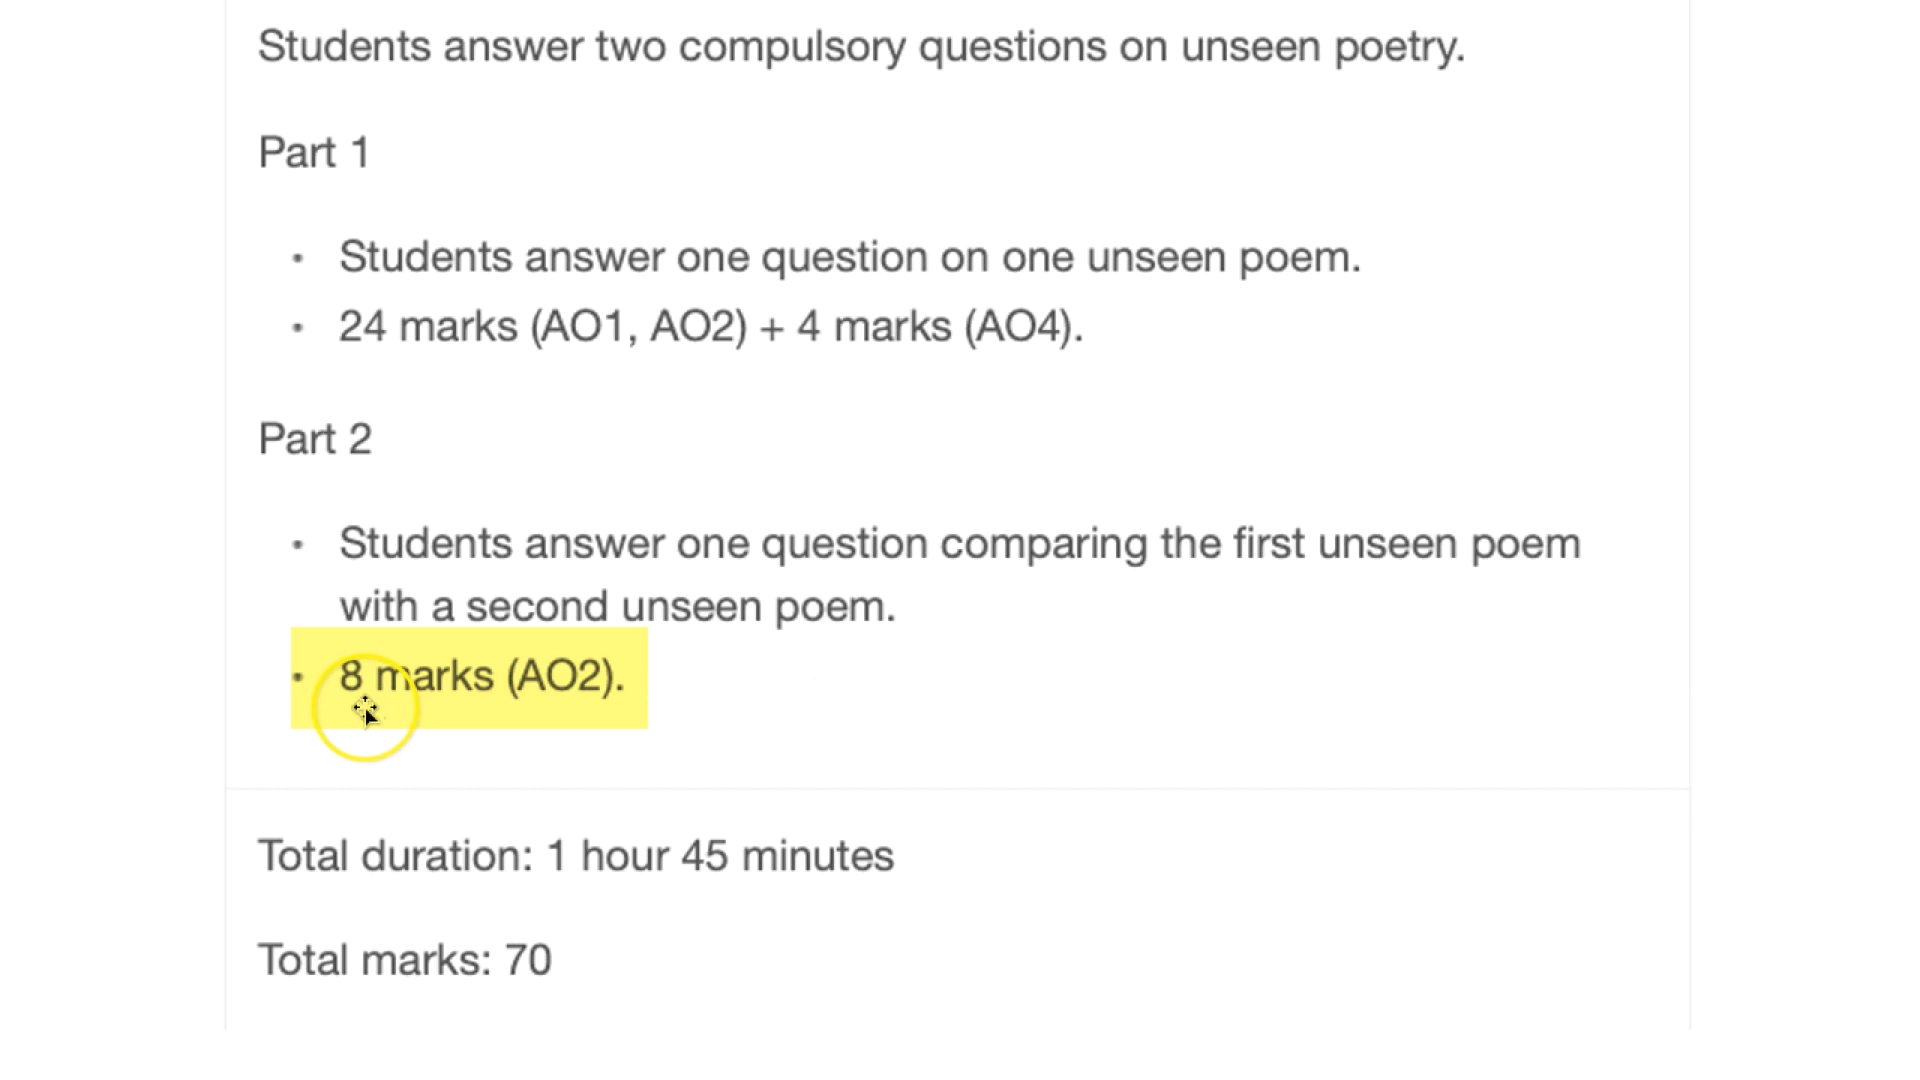 Students answer two compulsory questions on unseen poetry.
Part 1
• Students answer one question on one unseen poem.
• 24 marks (AO1, AO2) + 4 marks (AO4).
Part 2
• Students answer one question comparing the first unseen poem
with a second unseen poem.
• 8 marks (AO2).
Total duration: 1 hour 45 minutes
Total marks: 70